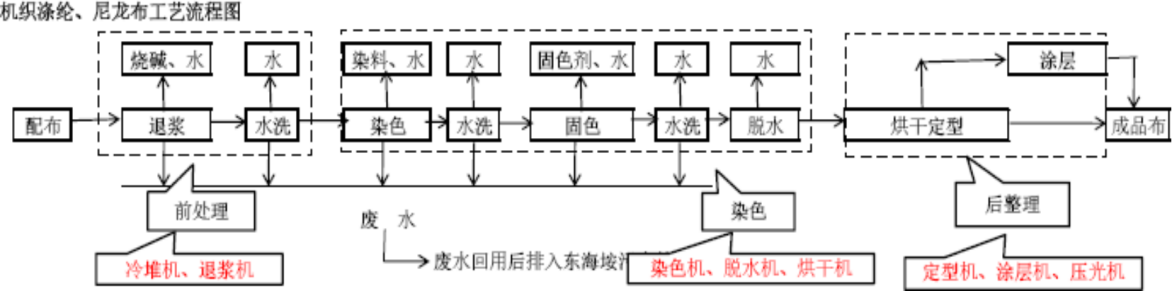 机织涤纶、尼龙布工艺流程图
烧碱、水 水 染料、水 水 固色剂、水 水 水 涂层
配布 退浆 水洗 染色 水洗 固色 水洗 脱水 烘干定型 成品布
前处理 染色 后整理
废 水
冷堆机、退浆机 废水回用后排入东海垵 染色机、脱水机、烘干机 定型机、涂层机、压光机